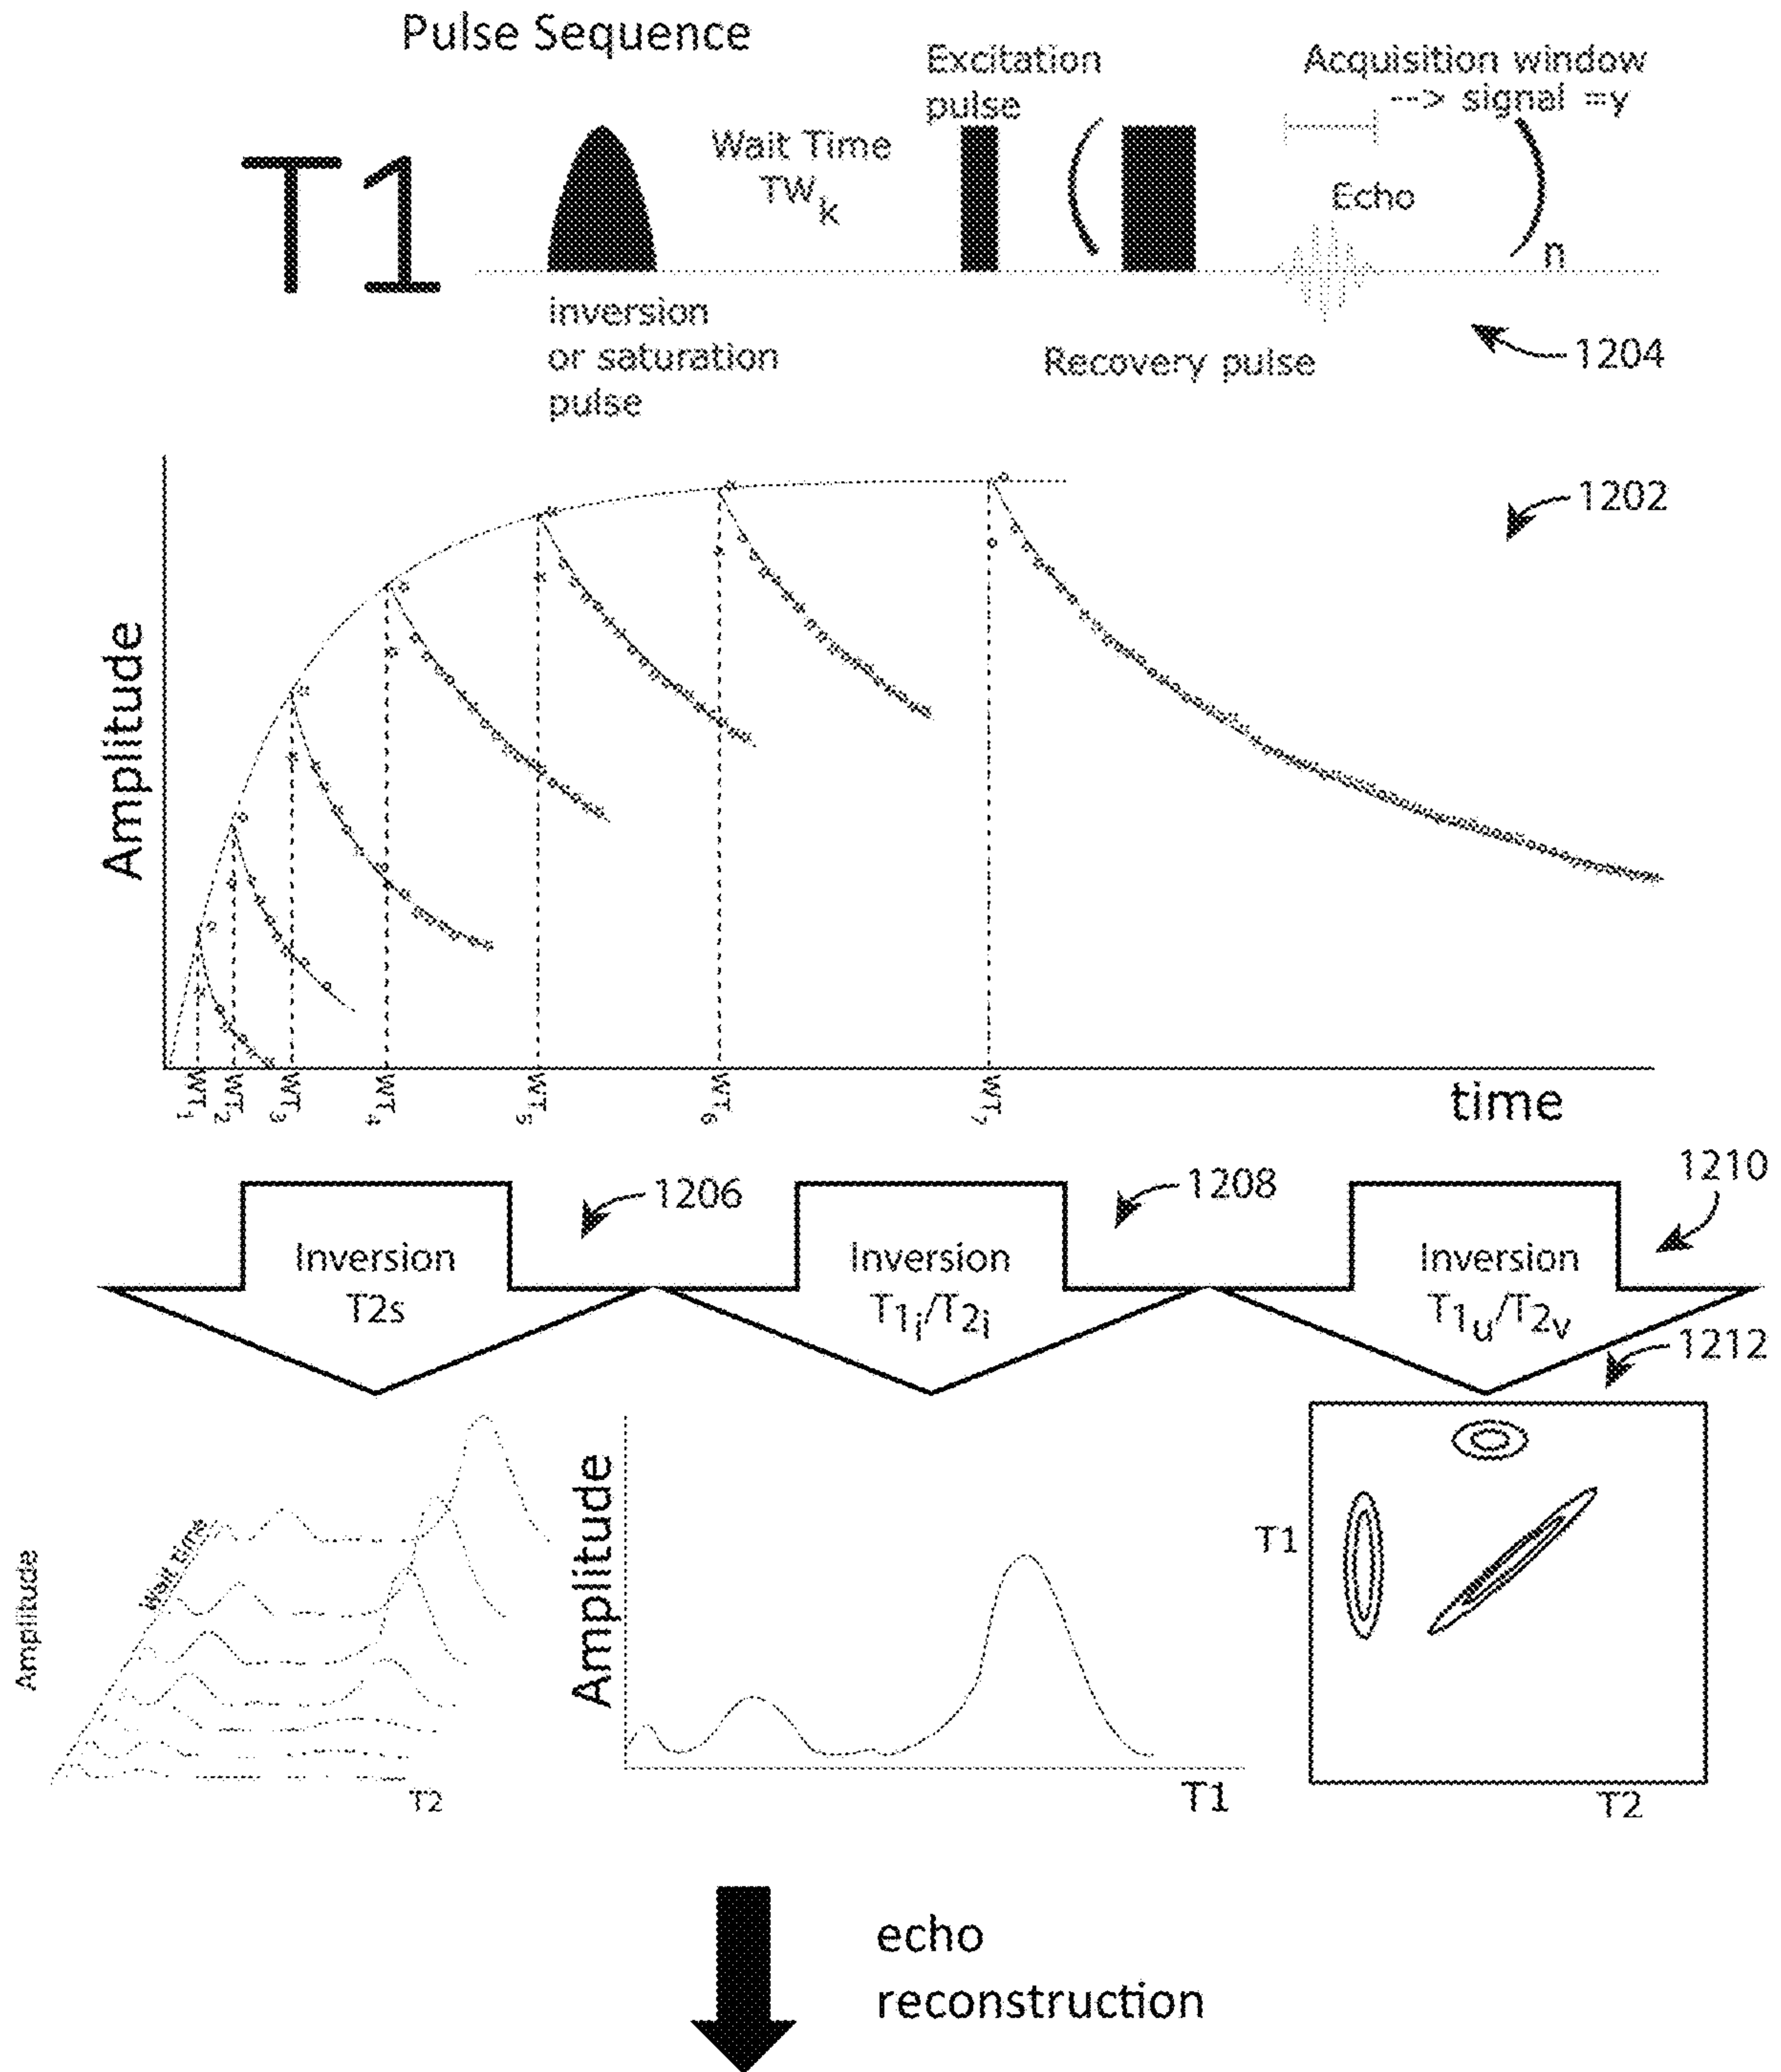 Pulse Sequence
T1
Excitation
pulse
Acquisition window
--> signal =y
Wait Time
TWk
Echo
n
inversion
or saturation
pulse
Recovery pulse
1204
1202
Amplitude
WT1
WT2
WT3
WT4
WT5
WT6
WT7
time
1206
1208
1210
Inversion
T2s
Inversion
T1i/T2i
Inversion
T1u/T2v
1212
Amplitude
Wait time
T2
Amplitude
T1
T1
T2
echo
reconstruction